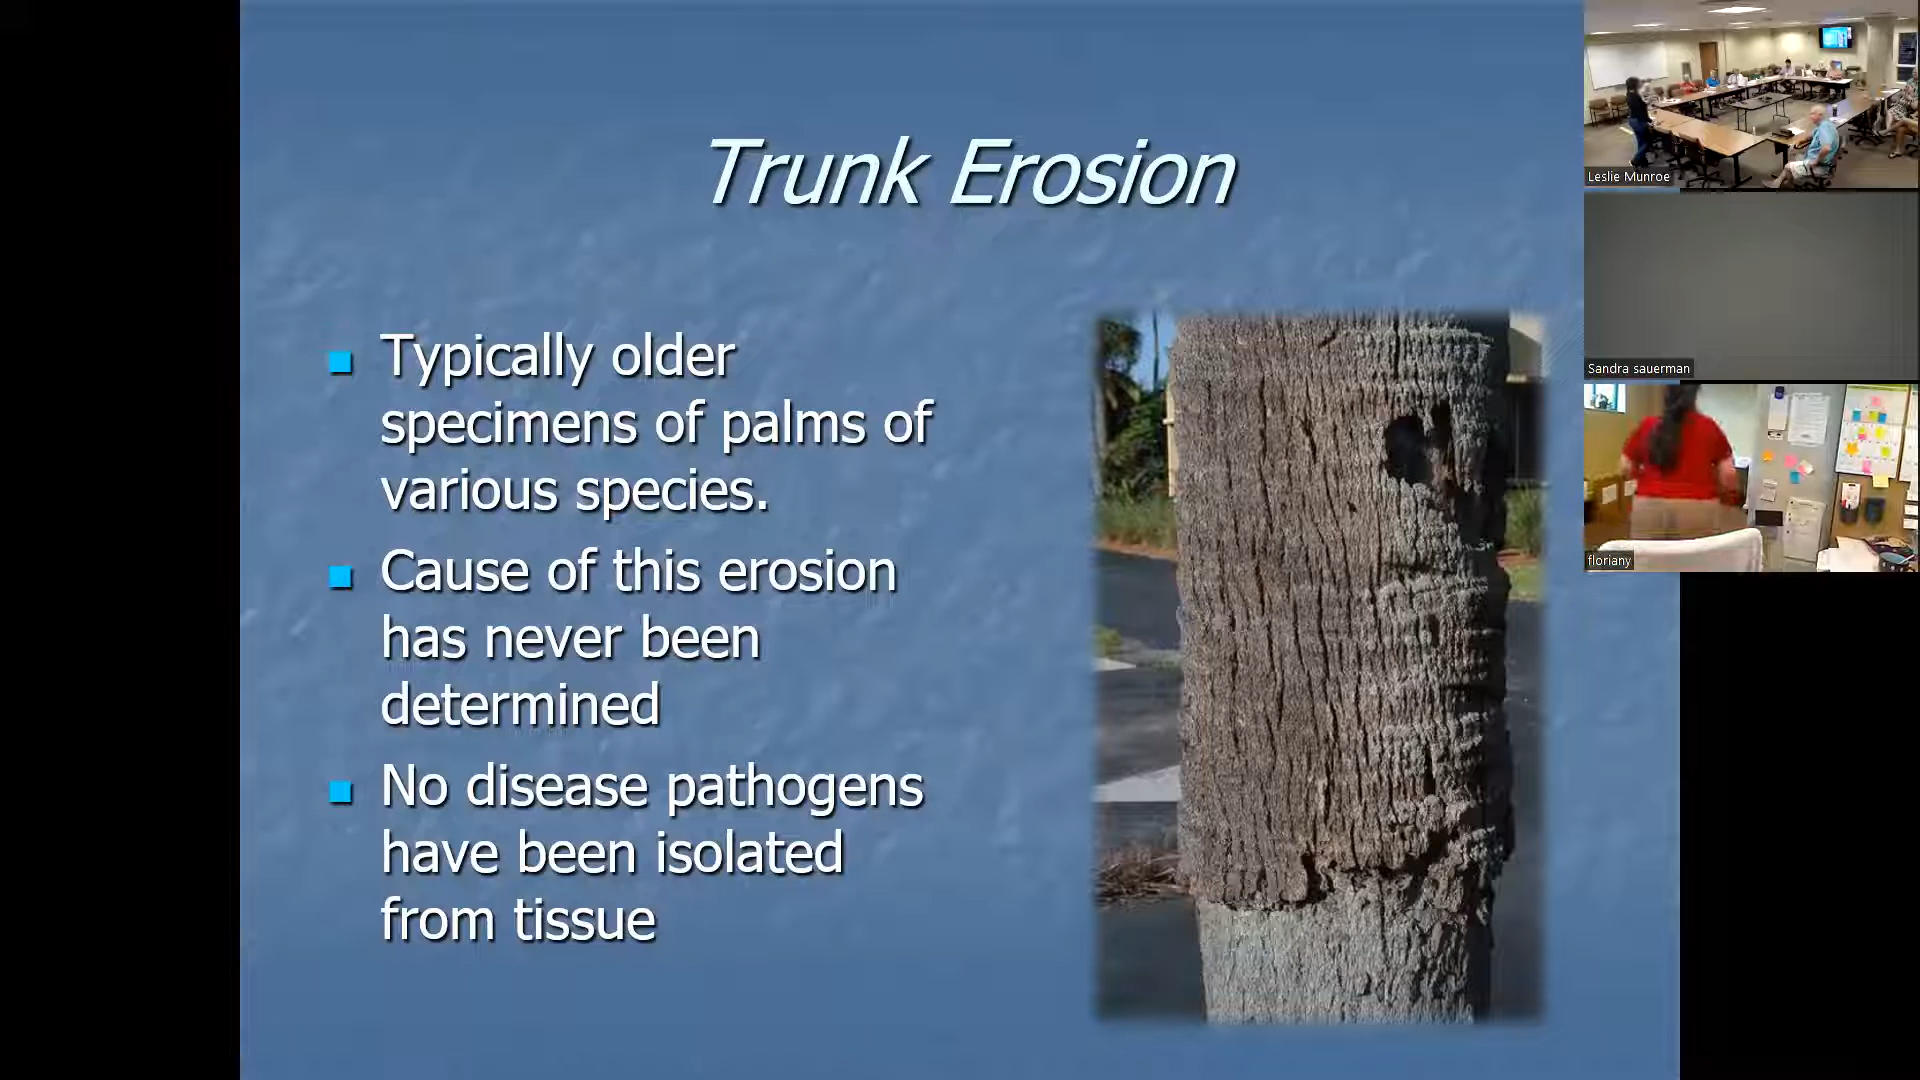 Trunk Erosion
Typically older
specimens of palms of
various species.
Cause of this erosion
has never been
determined
No disease pathogens
have been isolated
from tissue
Leslie Munroe
Sandra sauerman
floriany